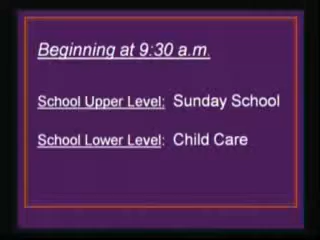 Beginning at 9:30 a.m.
School Upper Level: Sunday School
School Lower Level: Child Care